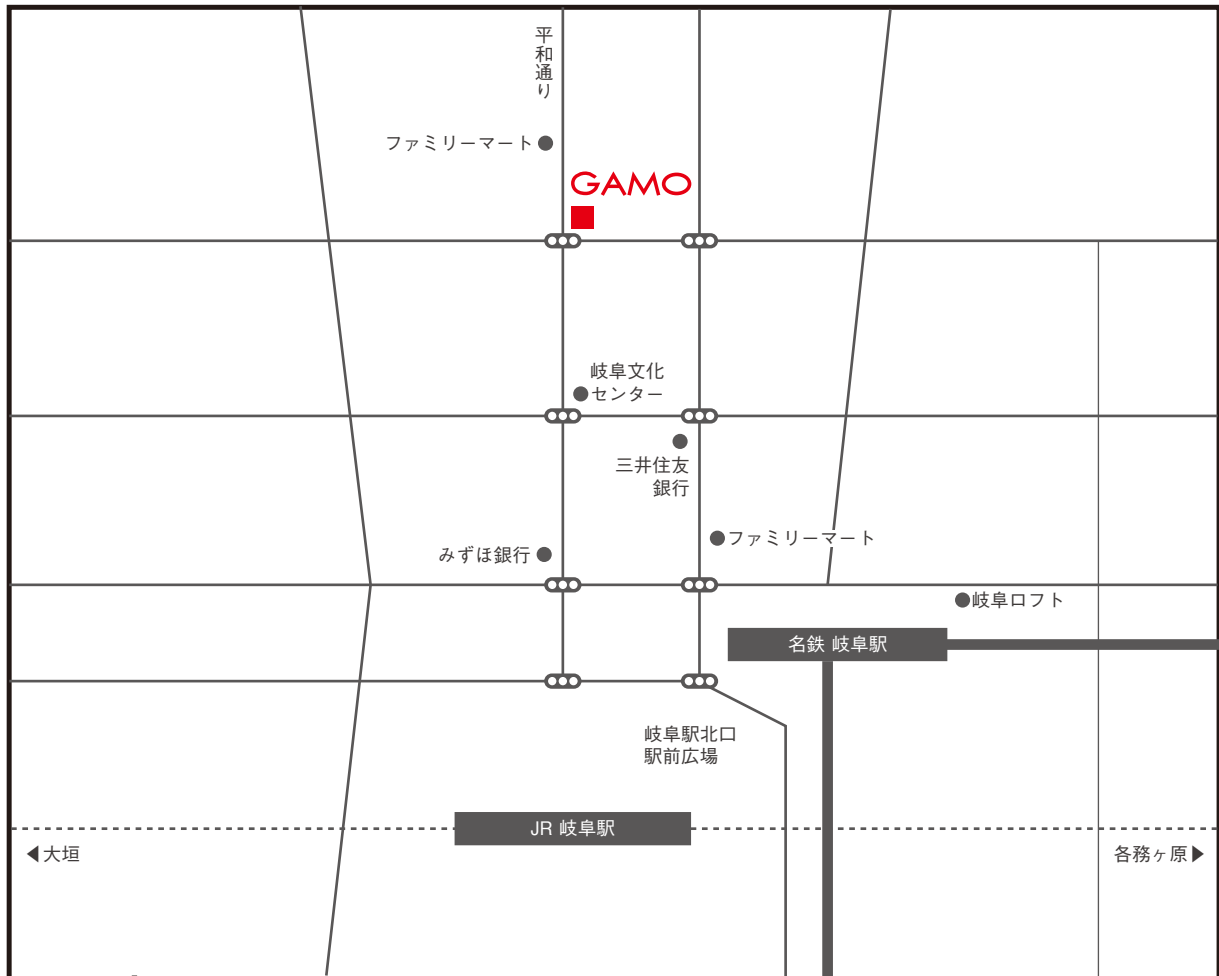 平和通り
ファミリーマート
GAMO
岐阜文化
センター
三井住友
銀行
ファミリーマート
みずほ銀行
岐阜ロフト
名鉄 岐阜駅
岐阜駅北口
駅前広場
JR 岐阜駅
大垣
各務ヶ原